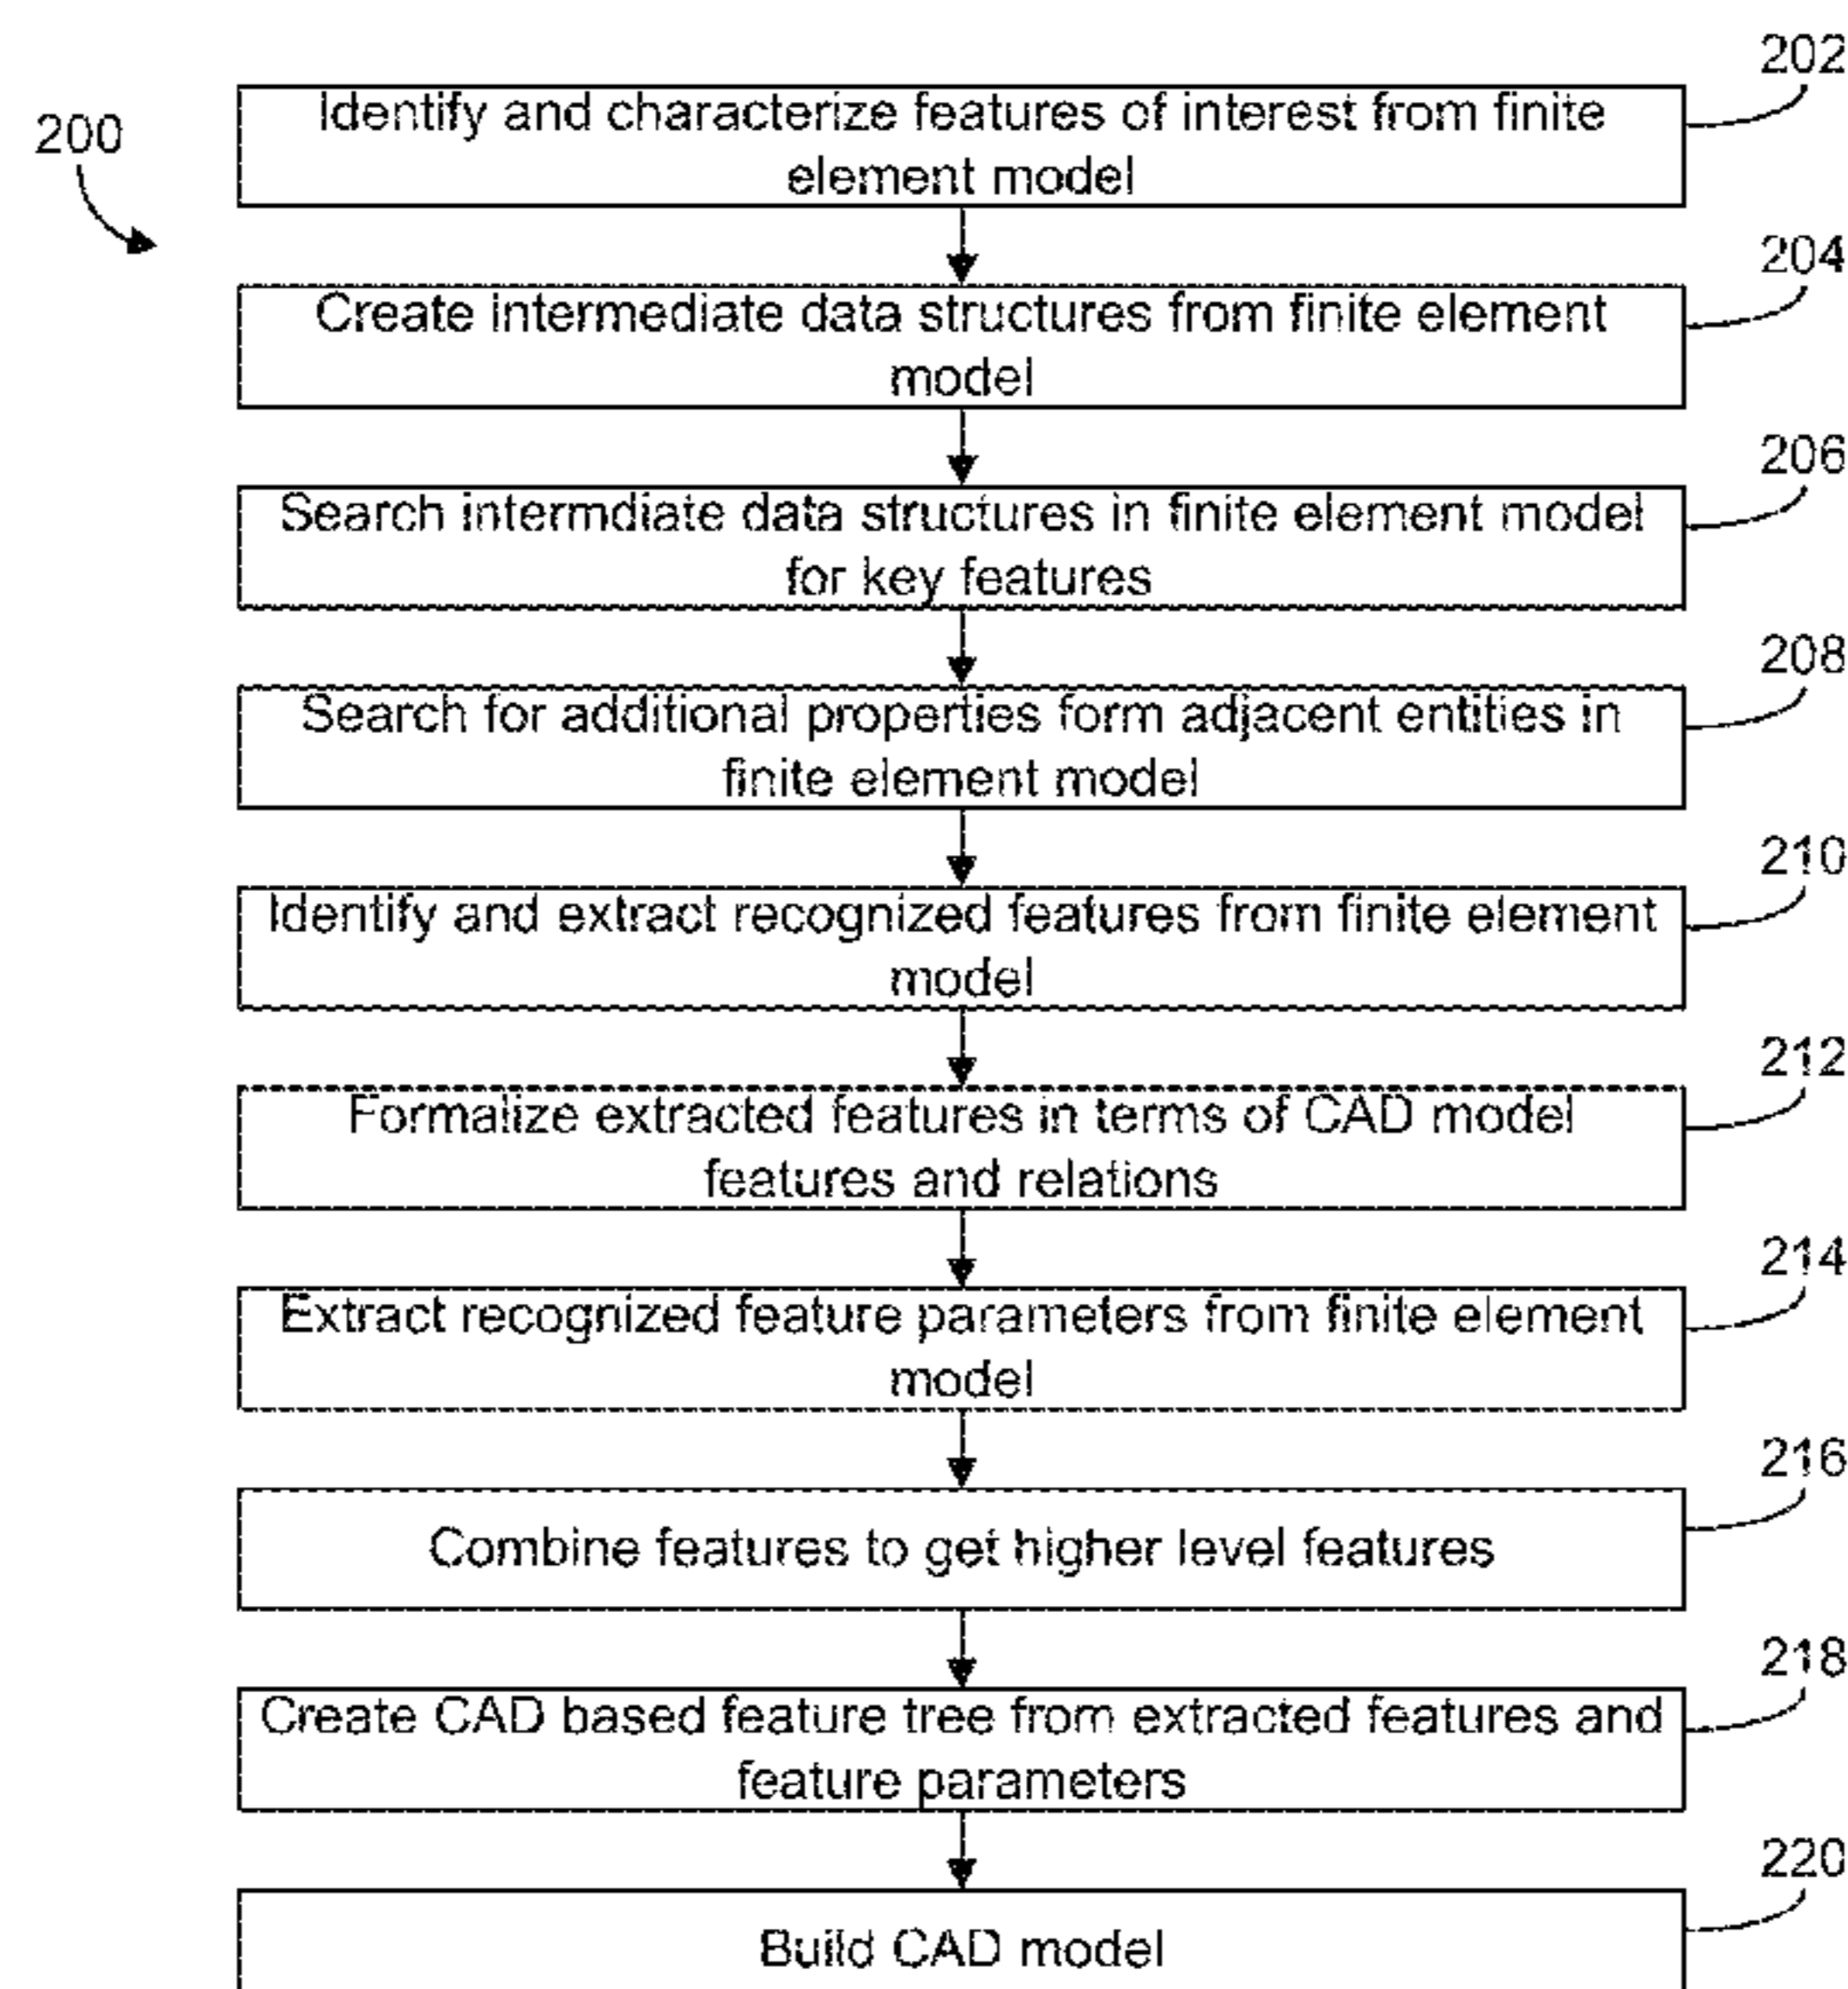 200
202
Identify and characterize features of interest from finite
element model
204
Create intermediate data structures from finite element
model
206
Search intermdiate data structures in finite element model
for key features
208
Search for additional properties form adjacent entities in
finite element model
210
Identify and extract recognized features from finite element
model
212
Formalize extracted features in terms of CAD model
features and relations
214
Extract recognized feature parameters from finite element
model
216
Combine features to get higher level features
218
Create CAD based feature tree from extracted features and
feature parameters
220
Build CAD model